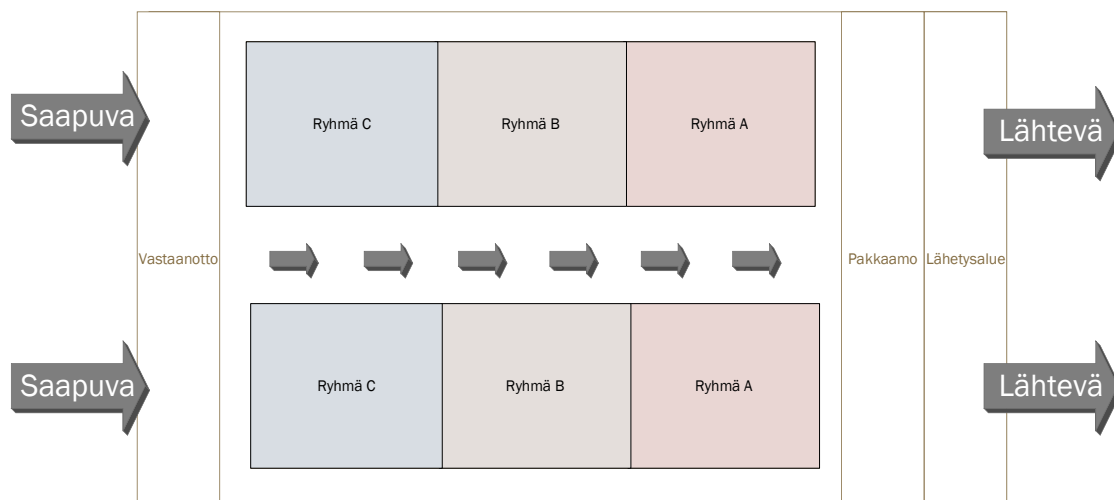 Saapuva
Ryhmä C
Ryhmä B
Ryhmä A
Lähtevä
Vastaanotto
Pakkaamo
Lähetysalue
Saapuva
Ryhmä C
Ryhmä B
Ryhmä A
Lähtevä